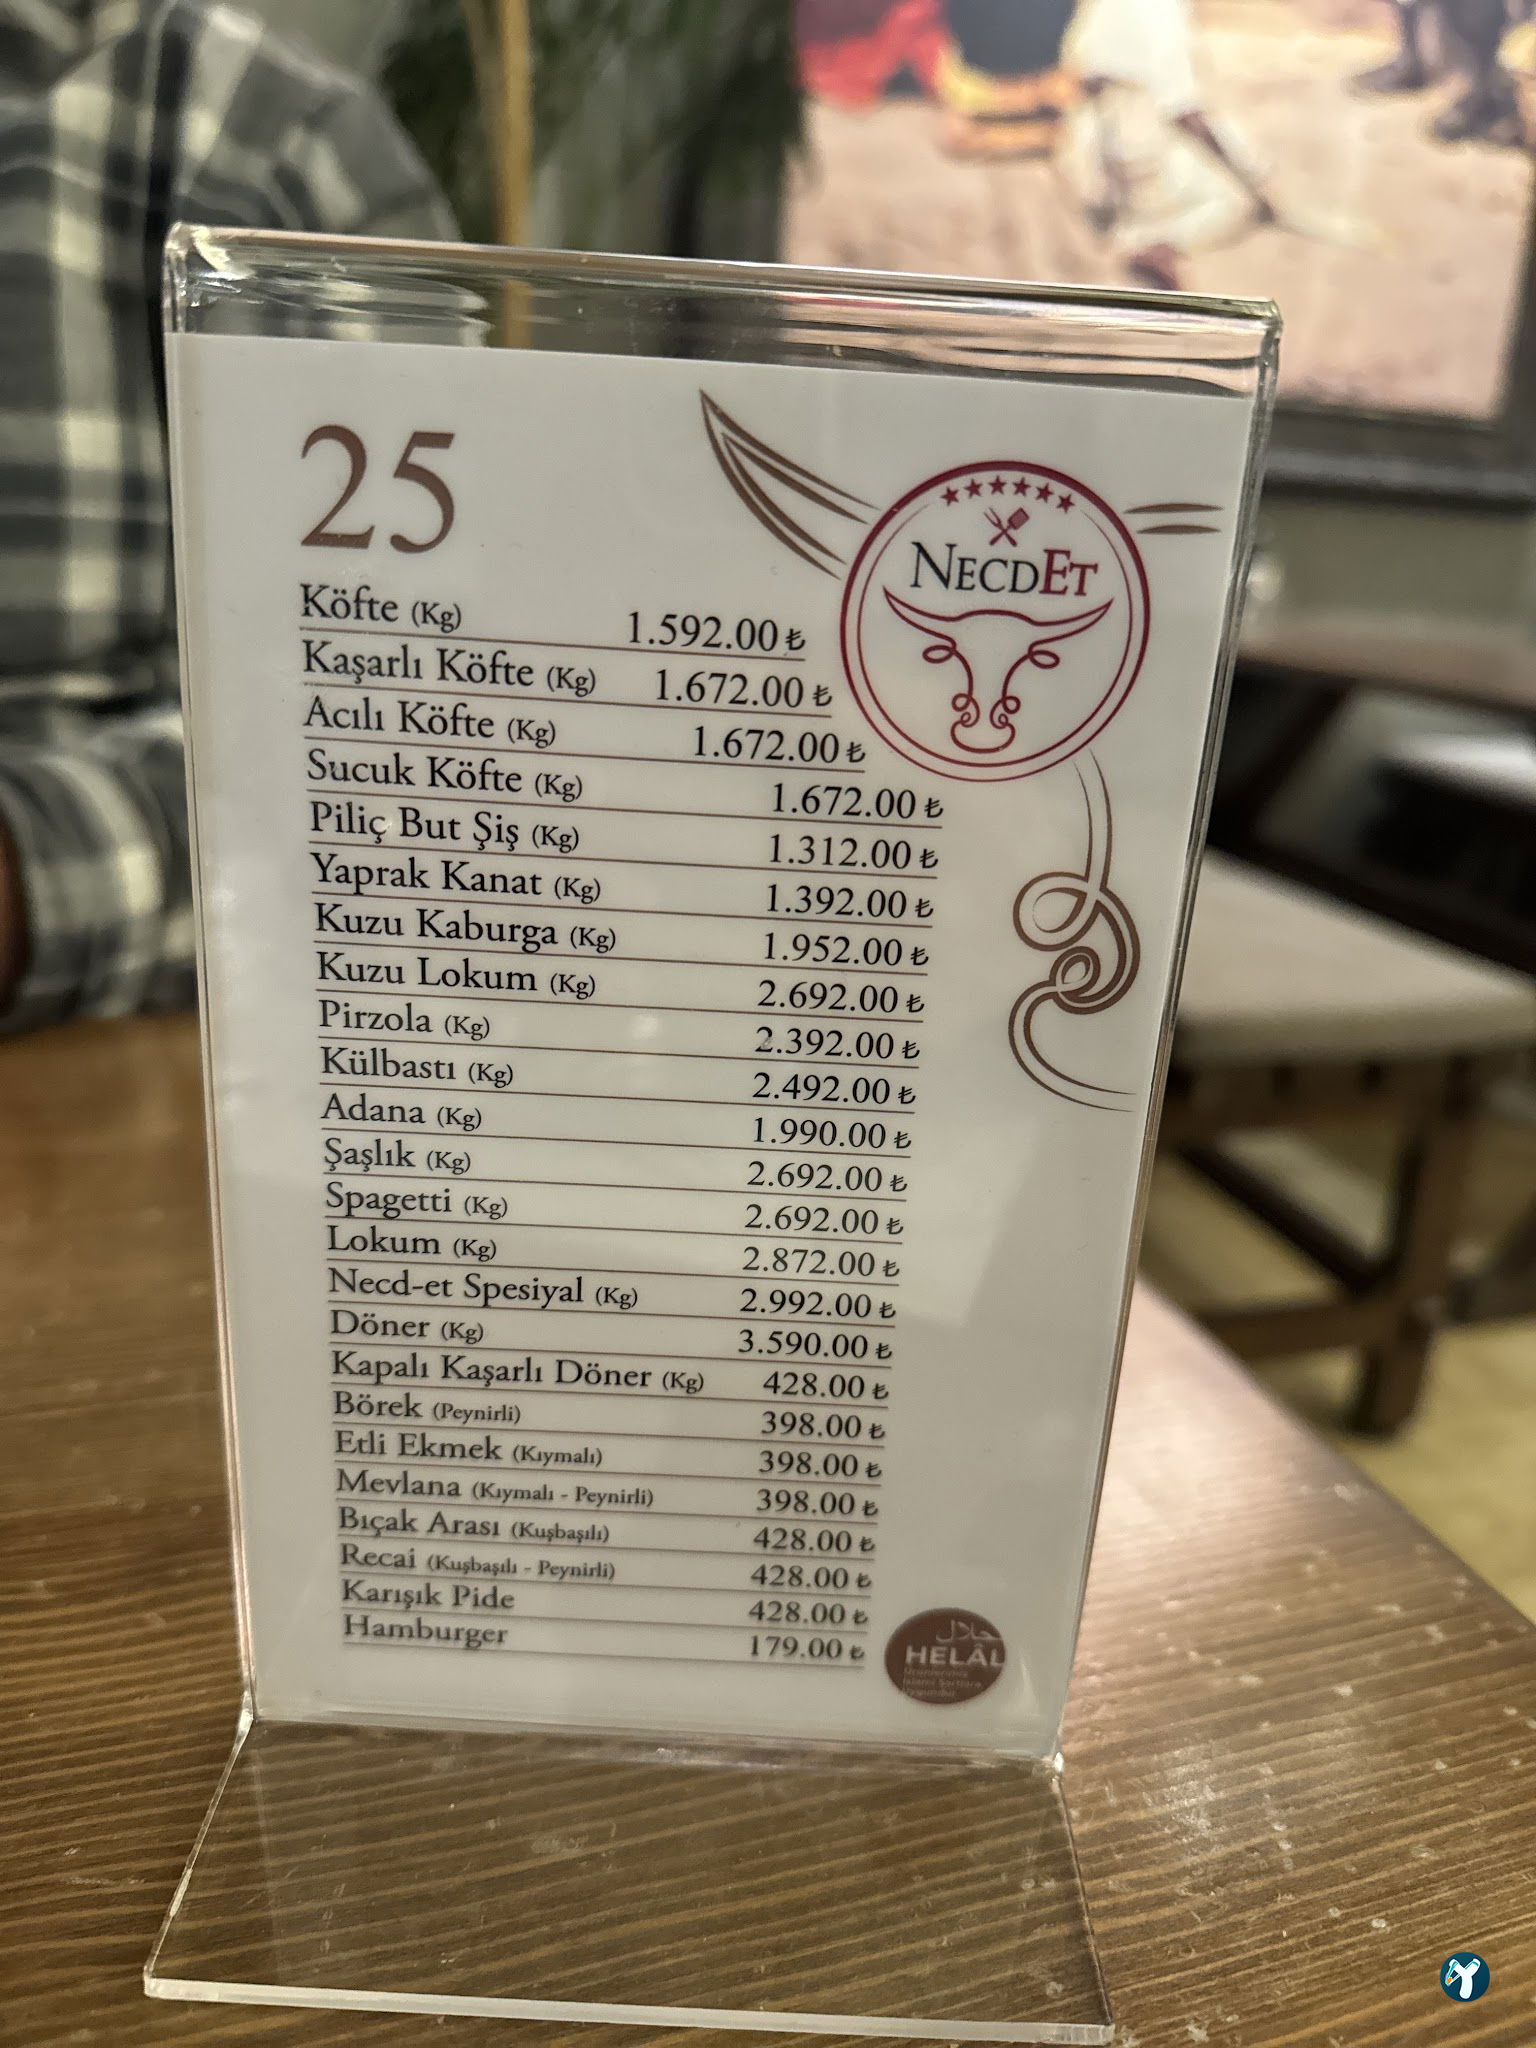 25
NECDET
Köfte (Kg) 1.592.00 ₺
Kaşarlı Köfte (Kg) 1.672.00 ₺
Acılı Köfte (Kg) 1.672.00 ₺
Sucuk Köfte (Kg) 1.672.00 ₺
Piliç But Şiş (Kg) 1.312.00 ₺
Yaprak Kanat (Kg) 1.392.00 ₺
Kuzu Kaburga (Kg) 1.952.00 ₺
Kuzu Lokum (Kg) 2.692.00 ₺
Pirzola (Kg) 2.392.00 ₺
Külbastı (Kg) 2.492.00 ₺
Adana (Kg) 1.990.00 ₺
Şaşlık (Kg) 2.692.00 ₺
Spagetti (Kg) 2.692.00 ₺
Lokum (Kg) 2.872.00 ₺
Necd-et Spesiyal (Kg) 2.992.00 ₺
Döner (Kg) 3.590.00 ₺
Kapalı Kaşarlı Döner (Kg) 428.00 ₺
Börek (Peynirli) 398.00 ₺
Etli Ekmek (Kıymalı) 398.00 ₺
Mevlana (Kıymalı - Peynirli) 398.00 ₺
Bıçak Arası (Kuşbaşılı) 428.00 ₺
Recai (Kuşbaşılı - Peynirli) 428.00 ₺
Karışık Pide 428.00 ₺
Hamburger 179.00 ₺
حلال
HELÂL
Ürünlerimiz
İslami Şartlara
Uygundur